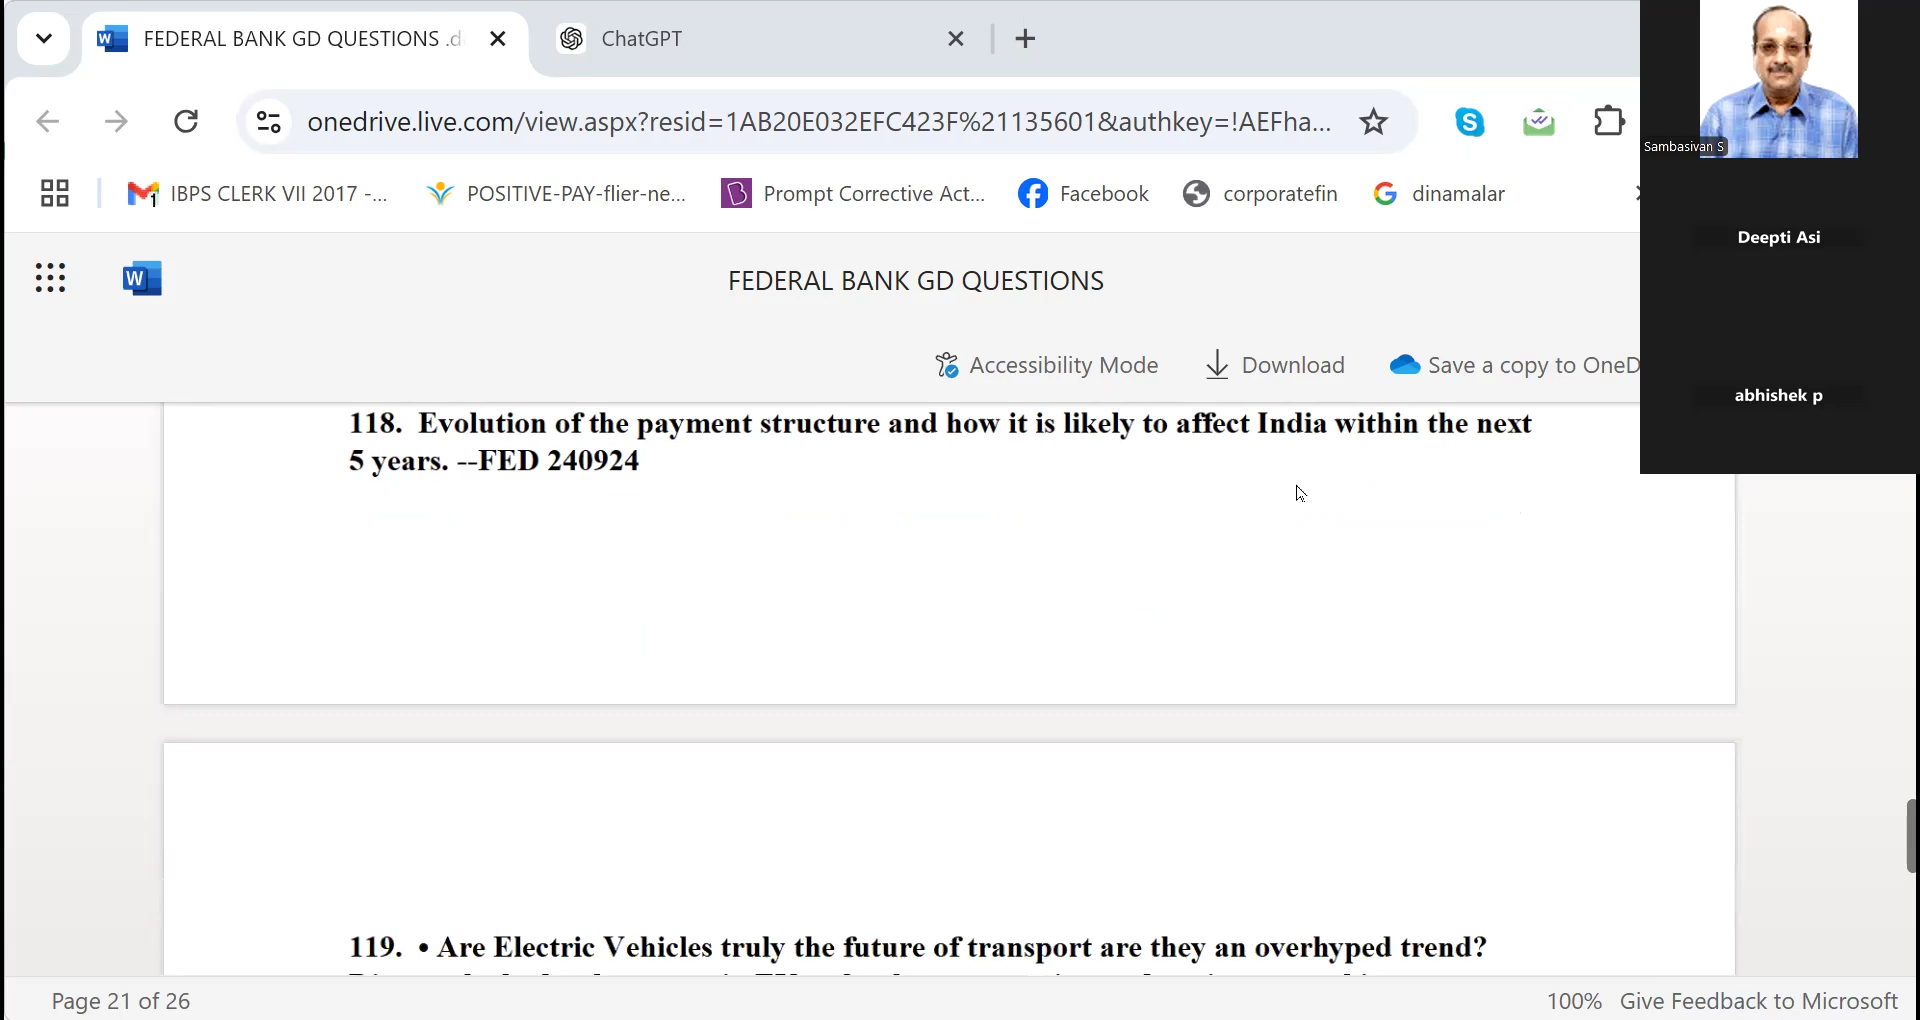 FEDERAL BANK GD QUESTIONS .d
ChatGPT
onedrive.live.com/view.aspx?resid=1AB20E032EFC423F%21135601&authkey=!AEFha...
Sambasivan S
1 IBPS CLERK VII 2017 -...
POSITIVE-PAY-flier-ne...
Prompt Corrective Act...
Facebook
corporatefin
dinamalar
Deepti Asi
FEDERAL BANK GD QUESTIONS
Accessibility Mode
Download
Save a copy to OneD
abhishek p
118. Evolution of the payment structure and how it is likely to affect India within the next
5 years. --FED 240924
119. • Are Electric Vehicles truly the future of transport are they an overhyped trend?
Page 21 of 26
100% Give Feedback to Microsoft